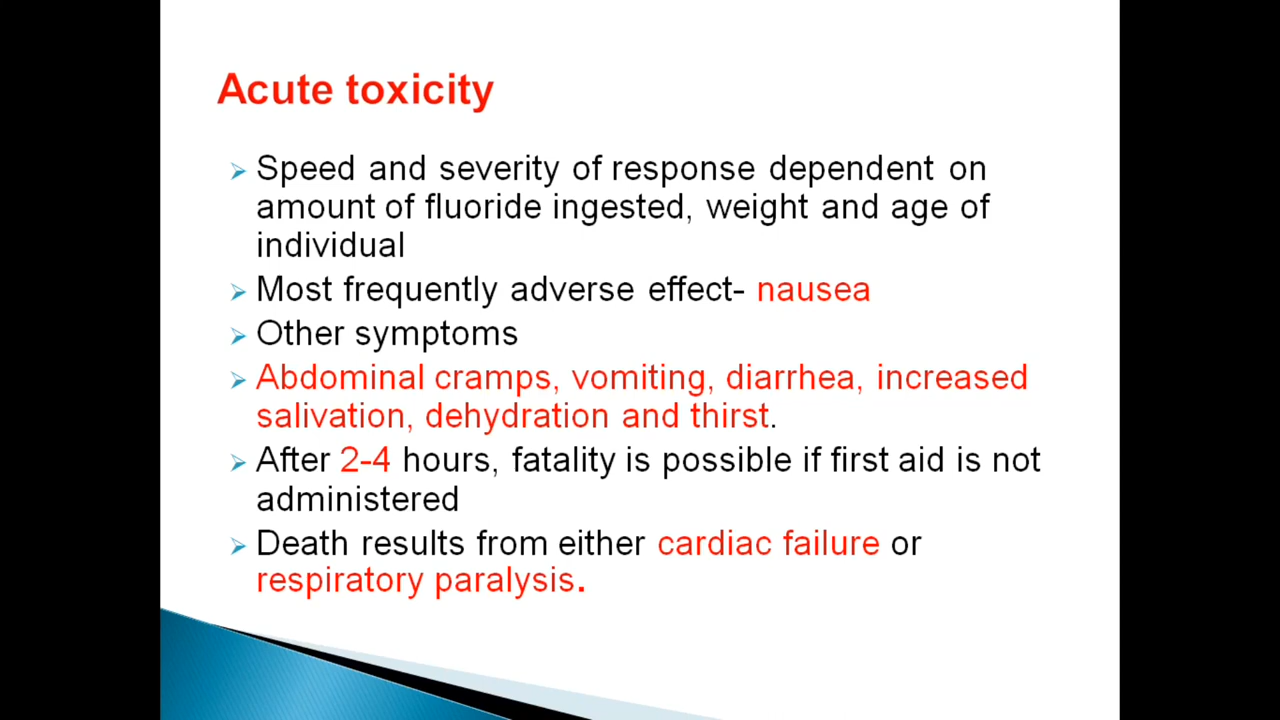 Acute toxicity
Speed and severity of response dependent on
amount of fluoride ingested, weight and age of
individual
Most frequently adverse effect- nausea
Other symptoms
Abdominal cramps, vomiting, diarrhea, increased
salivation, dehydration and thirst.
After 2-4 hours, fatality is possible if first aid is not
administered
Death results from either cardiac failure or
respiratory paralysis.